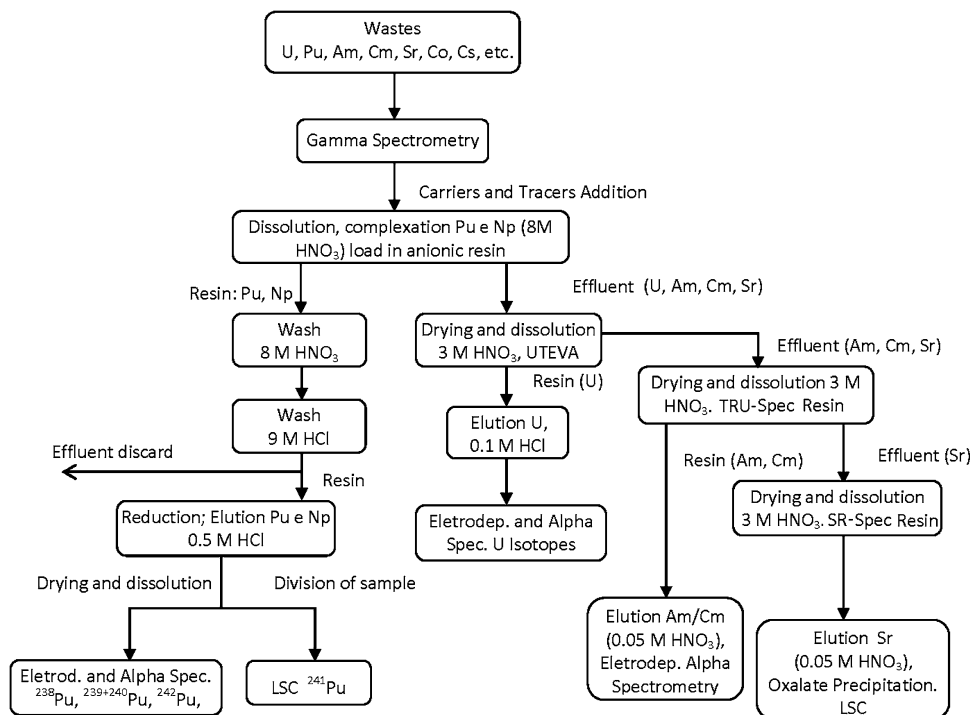 Wastes
U, Pu, Am, Cm, Sr, Co, Cs, etc.
Gamma Spectrometry
Carriers and Tracers Addition
Dissolution, complexation Pu e Np (8M
HNO₃) load in anionic resin
Resin: Pu, Np
Effluent (U, Am, Cm, Sr)
Wash
8 M HNO₃
Drying and dissolution
3 M HNO₃, UTEVA
Effluent (Am, Cm, Sr)
Resin (U)
Drying and dissolution 3 M
HNO₃. TRU-Spec Resin
Wash
9 M HCl
Elution U,
0.1 M HCl
Effluent discard
Resin
Resin (Am, Cm)
Effluent (Sr)
Reduction; Elution Pu e Np
0.5 M HCl
Eletrodep. and Alpha
Spec. U Isotopes
Drying and dissolution
3 M HNO₃. SR-Spec Resin
Drying and dissolution
Division of sample
Eletrod. and Alpha Spec.
²³⁸Pu, ²³⁹⁺²⁴⁰Pu, ²⁴²Pu,
LSC ²⁴¹Pu
Elution Am/Cm
(0.05 M HNO₃),
Eletrodep. Alpha
Spectrometry
Elution Sr
(0.05 M HNO₃),
Oxalate Precipitation.
LSC